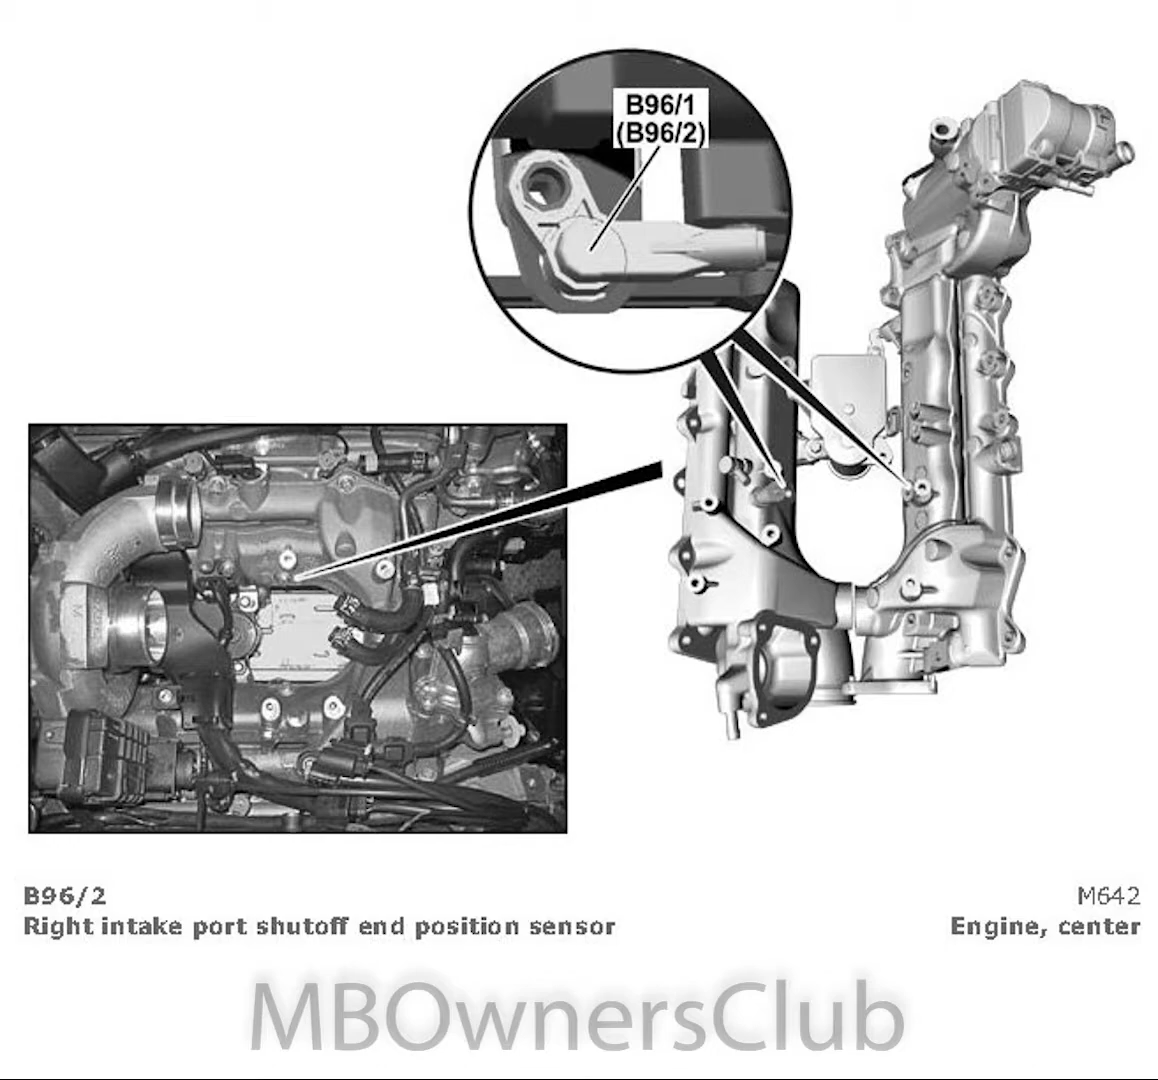 B96/1
(B96/2)
B96/2
Right intake port shutoff end position sensor
M642
Engine, center
MBOwnersClub